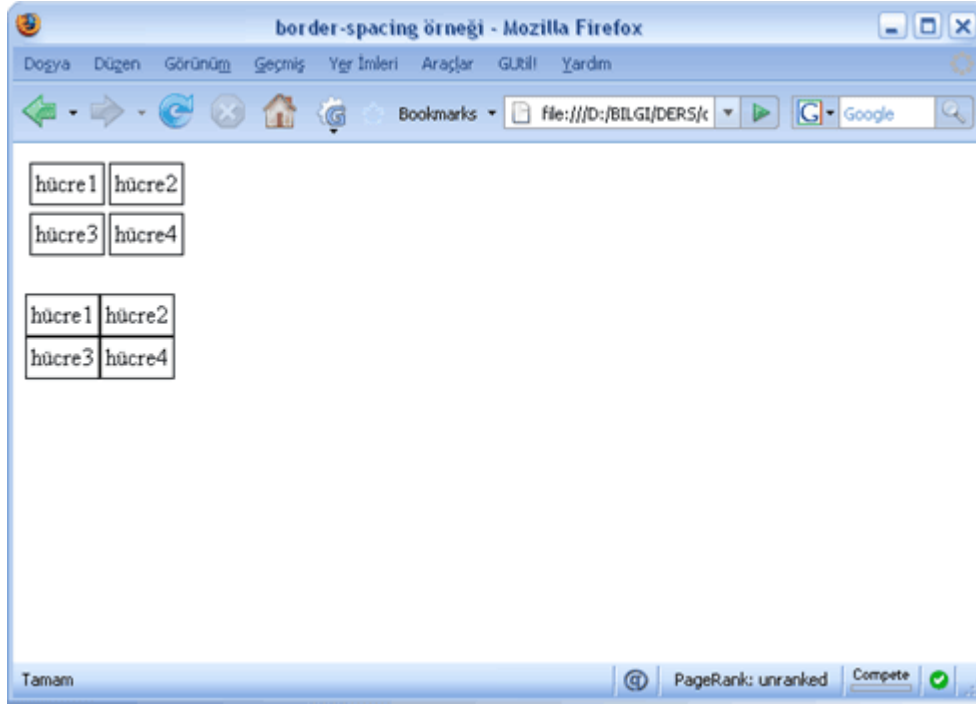 border-spacing örneği - Mozilla Firefox
Dosya Düzen Görünüm Geçmiş Yer İmleri Araçlar GUtil! Yardım
G Bookmarks file:///D:/BILGI/DERS/c G Google
hücre1 hücre2
hücre3 hücre4
hücre1 hücre2
hücre3 hücre4
Tamam @ PageRank: unranked Compete